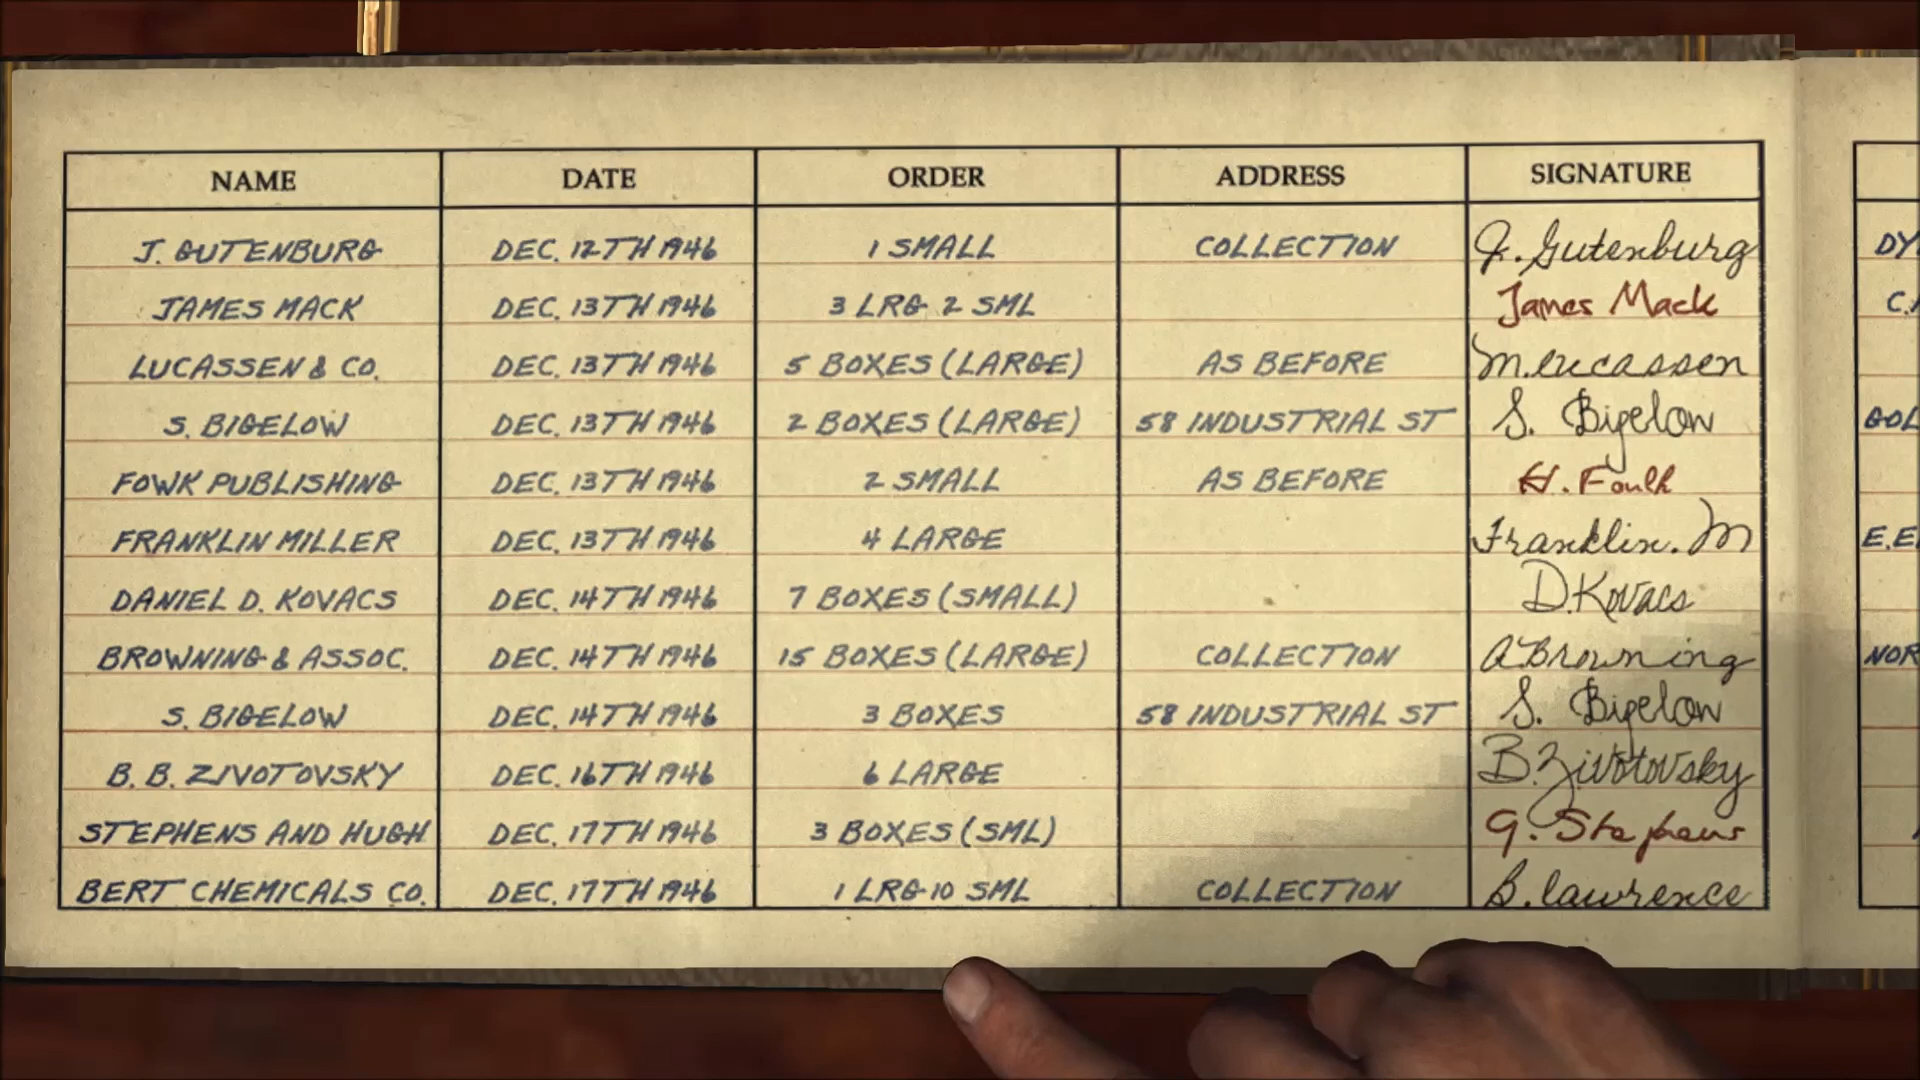 NAME DATE ORDER ADDRESS SIGNATURE
J. GUTENBURG DEC. 12TH 1946 1 SMALL COLLECTION J. Gutenburg DY
JAMES MACK DEC. 13TH 1946 3 LRG 2 SML James Mack C.
LUCASSEN & CO. DEC. 13TH 1946 5 BOXES (LARGE) AS BEFORE M. Lucassen
S. BIGELOW DEC. 13TH 1946 2 BOXES (LARGE) 58 INDUSTRIAL ST S. Bigelow GOL
FOWK PUBLISHING DEC. 13TH 1946 2 SMALL AS BEFORE H. Foulk
FRANKLIN MILLER DEC. 13TH 1946 4 LARGE Franklin. M E.E
DANIEL D. KOVACS DEC. 14TH 1946 7 BOXES (SMALL) D. Kovacs
BROWNING & ASSOC. DEC. 14TH 1946 15 BOXES (LARGE) COLLECTION A Browning NOR
S. BIGELOW DEC. 14TH 1946 3 BOXES 58 INDUSTRIAL ST S. Bigelow
B. B. ZIVOTOVSKY DEC. 16TH 1946 6 LARGE B. Zivotovsky
STEPHENS AND HUGH DEC. 17TH 1946 3 BOXES (SML) G. Stephens
BERT CHEMICALS CO. DEC. 17TH 1946 1 LRG 10 SML COLLECTION B. lawrence